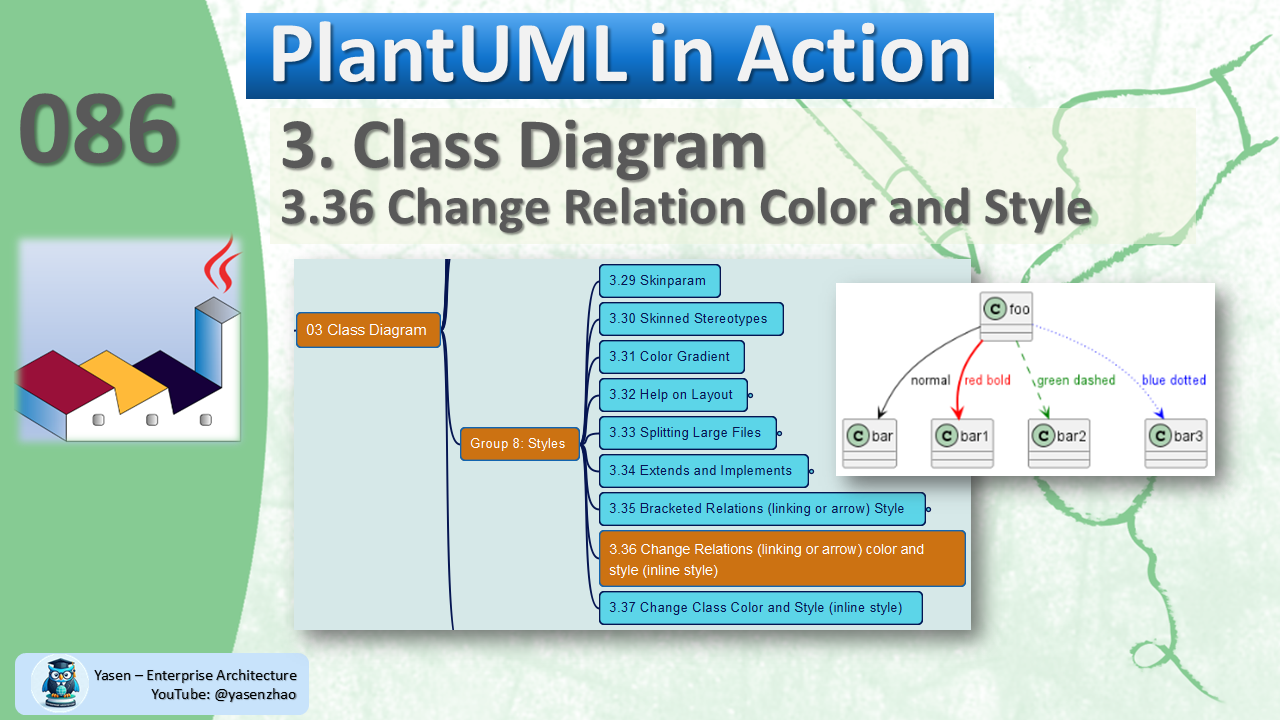 PlantUML in Action
086
3. Class Diagram
3.36 Change Relation Color and Style
03 Class Diagram
Group 8: Styles
3.29 Skinparam
3.30 Skinned Stereotypes
3.31 Color Gradient
3.32 Help on Layout
3.33 Splitting Large Files
3.34 Extends and Implements
3.35 Bracketed Relations (linking or arrow) Style
3.36 Change Relations (linking or arrow) color and
style (inline style)
3.37 Change Class Color and Style (inline style)
C foo
normal red bold green dashed blue dotted
C bar C bar1 C bar2 C bar3
Yasen – Enterprise Architecture
YouTube: @yasenzhao